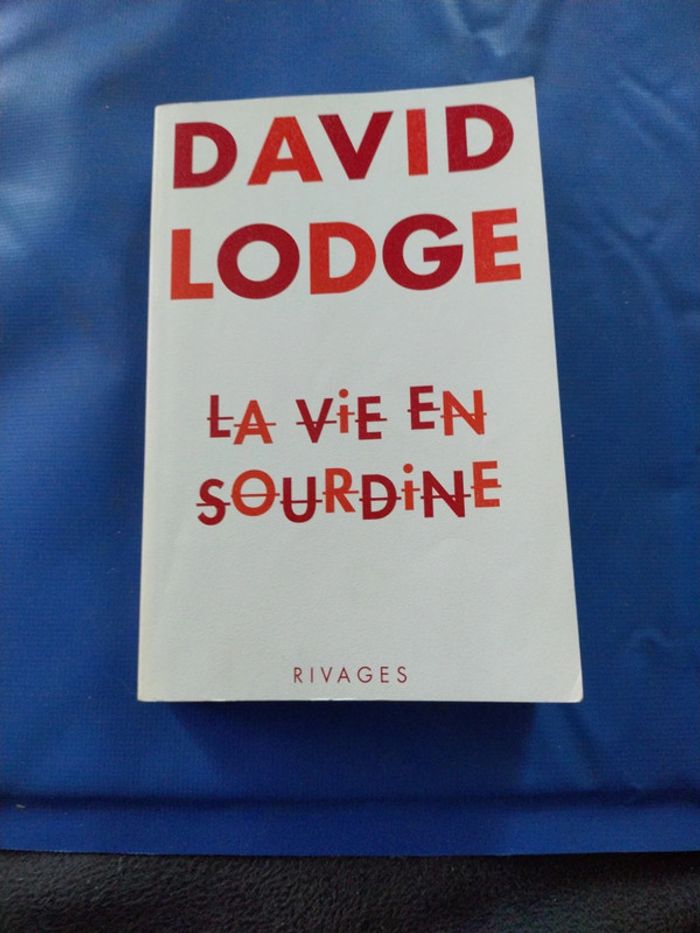 DAVID
LODGE
LA ViE EN
SOURDiNE
RIVAGES